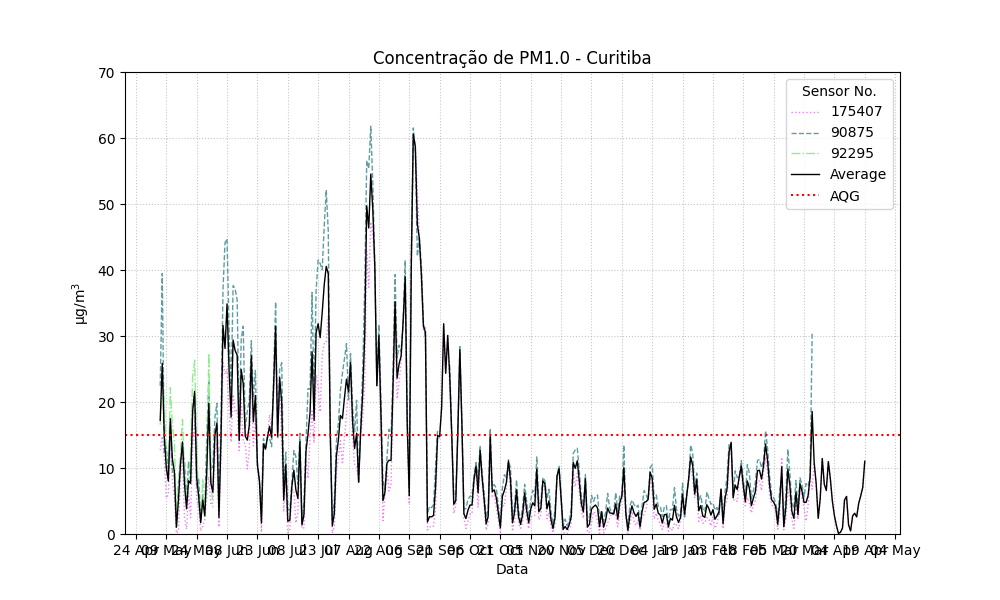 Concentração de PM1.0 - Curitiba
70
60
50
40
30
20
10
0
µg/m³
Sensor No.
175407
90875
92295
Average
AQG
24 Apr 09 May 24 May 08 Jun 23 Jun 08 Jul 23 Jul 07 Aug 22 Aug 06 Sep 21 Sep 06 Oct 21 Oct 05 Nov 20 Nov 05 Dec 20 Dec 04 Jan 19 Jan 03 Feb 18 Feb 05 Mar 20 Mar 04 Apr 19 Apr 04 May
Data